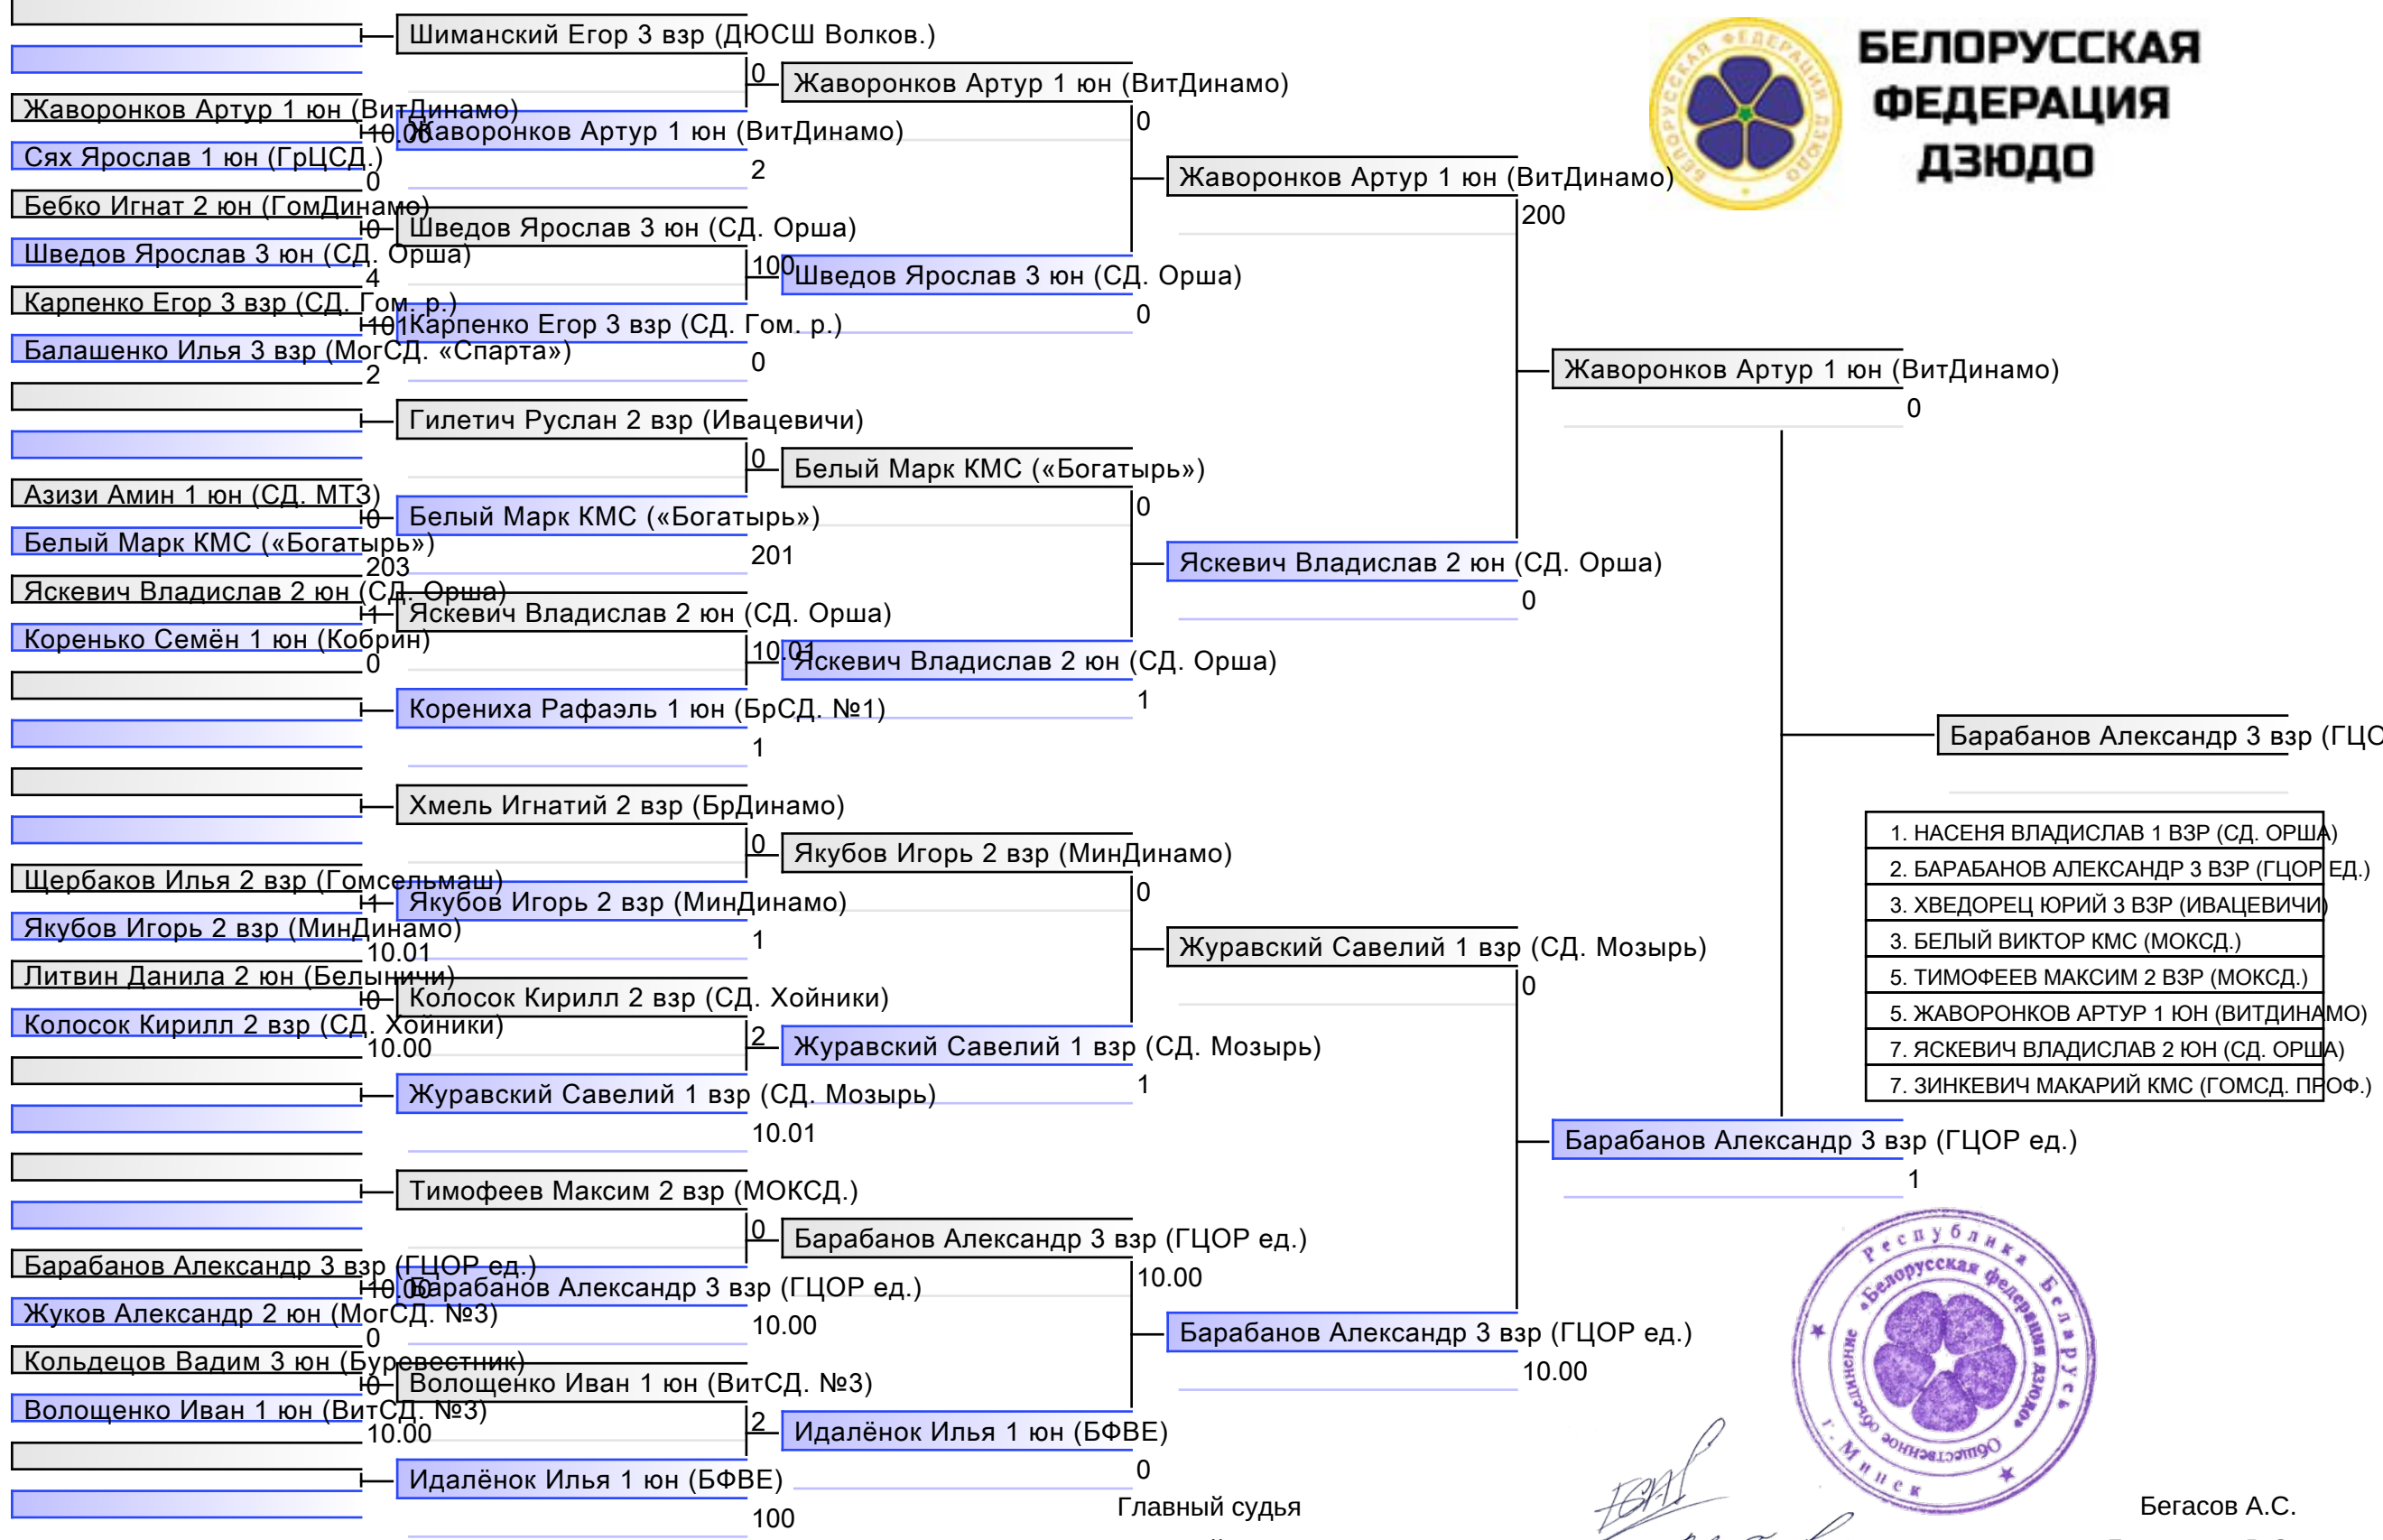 Жаворонков Артур 1 юн (ВитДинамо)
10.00
Сях Ярослав 1 юн (ГрЦСД.)
0
Бебко Игнат 2 юн (ГомДинамо)
0
Шведов Ярослав 3 юн (СД. Орша)
4
Карпенко Егор 3 взр (СД. Гом. р.)
101
Балашенко Илья 3 взр (МогСД. «Спарта»)
2
Азизи Амин 1 юн (СД. МТЗ)
0
Белый Марк КМС («Богатырь»)
203
Яскевич Владислав 2 юн (СД. Орша)
1
Коренько Семён 1 юн (Кобрин)
0
Щербаков Илья 2 взр (Гомсельмаш)
1
Якубов Игорь 2 взр (МинДинамо)
10.01
Литвин Данила 2 юн (Белыничи)
0
Колосок Кирилл 2 взр (СД. Хойники)
10.00
Барабанов Александр 3 взр (ГЦОР ед.)
10.00
Жуков Александр 2 юн (МогСД. №3)
0
Кольдецов Вадим 3 юн (Буревестник)
0
Волощенко Иван 1 юн (ВитСД. №3)
10.00
Шиманский Егор 3 взр (ДЮСШ Волков.)
0
Жаворонков Артур 1 юн (ВитДинамо)
2
Шведов Ярослав 3 юн (СД. Орша)
100
Карпенко Егор 3 взр (СД. Гом. р.)
0
Гилетич Руслан 2 взр (Ивацевичи)
0
Белый Марк КМС («Богатырь»)
201
Яскевич Владислав 2 юн (СД. Орша)
10.01
Корениха Рафаэль 1 юн (БрСД. №1)
1
Хмель Игнатий 2 взр (БрДинамо)
0
Якубов Игорь 2 взр (МинДинамо)
1
Колосок Кирилл 2 взр (СД. Хойники)
2
Журавский Савелий 1 взр (СД. Мозырь)
10.01
Тимофеев Максим 2 взр (МОКСД.)
0
Барабанов Александр 3 взр (ГЦОР ед.)
10.00
Волощенко Иван 1 юн (ВитСД. №3)
2
Идалёнок Илья 1 юн (БФВЕ)
100
Жаворонков Артур 1 юн (ВитДинамо)
0
Шведов Ярослав 3 юн (СД. Орша)
0
Белый Марк КМС («Богатырь»)
0
Яскевич Владислав 2 юн (СД. Орша)
1
Якубов Игорь 2 взр (МинДинамо)
0
Журавский Савелий 1 взр (СД. Мозырь)
1
Барабанов Александр 3 взр (ГЦОР ед.)
10.00
Идалёнок Илья 1 юн (БФВЕ)
0
Жаворонков Артур 1 юн (ВитДинамо)
200
Яскевич Владислав 2 юн (СД. Орша)
0
Журавский Савелий 1 взр (СД. Мозырь)
0
Барабанов Александр 3 взр (ГЦОР ед.)
10.00
Жаворонков Артур 1 юн (ВитДинамо)
0
Барабанов Александр 3 взр (ГЦОР ед.)
1
Барабанов Александр 3 взр (ГЦО
БЕЛОРУССКАЯ ФЕДЕРАЦИЯ ДЗЮДО
БЕЛОРУССКАЯ
ФЕДЕРАЦИЯ
ДЗЮДО
1. НАСЕНЯ ВЛАДИСЛАВ 1 ВЗР (СД. ОРША)
2. БАРАБАНОВ АЛЕКСАНДР 3 ВЗР (ГЦОР ЕД.)
3. ХВЕДОРЕЦ ЮРИЙ 3 ВЗР (ИВАЦЕВИЧИ)
3. БЕЛЫЙ ВИКТОР КМС (МОКСД.)
5. ТИМОФЕЕВ МАКСИМ 2 ВЗР (МОКСД.)
5. ЖАВОРОНКОВ АРТУР 1 ЮН (ВИТДИНАМО)
7. ЯСКЕВИЧ ВЛАДИСЛАВ 2 ЮН (СД. ОРША)
7. ЗИНКЕВИЧ МАКАРИЙ КМС (ГОМСД. ПРОФ.)
Республика Беларусь
г. Минск
Общественное объединение
«Белорусская федерация дзюдо»
Главный судья
Бегасов А.С.